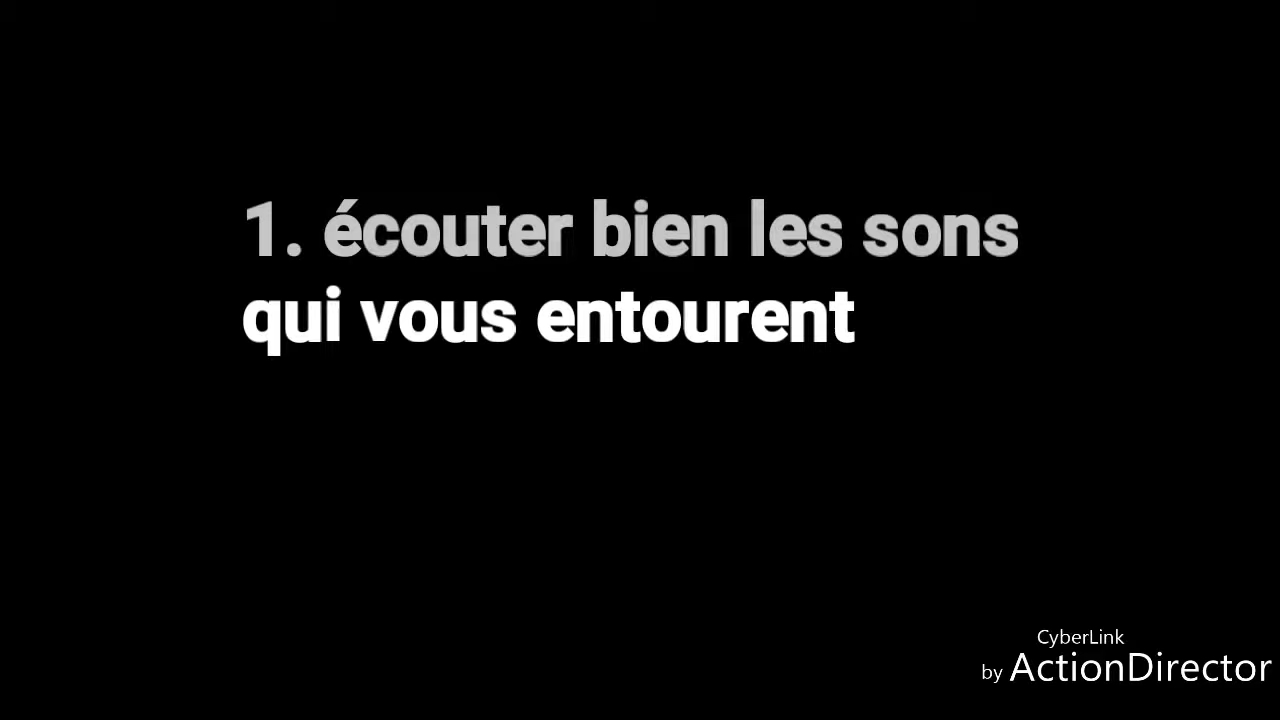 1. écouter bien les sons
qui vous entourent
CyberLink
by ActionDirector